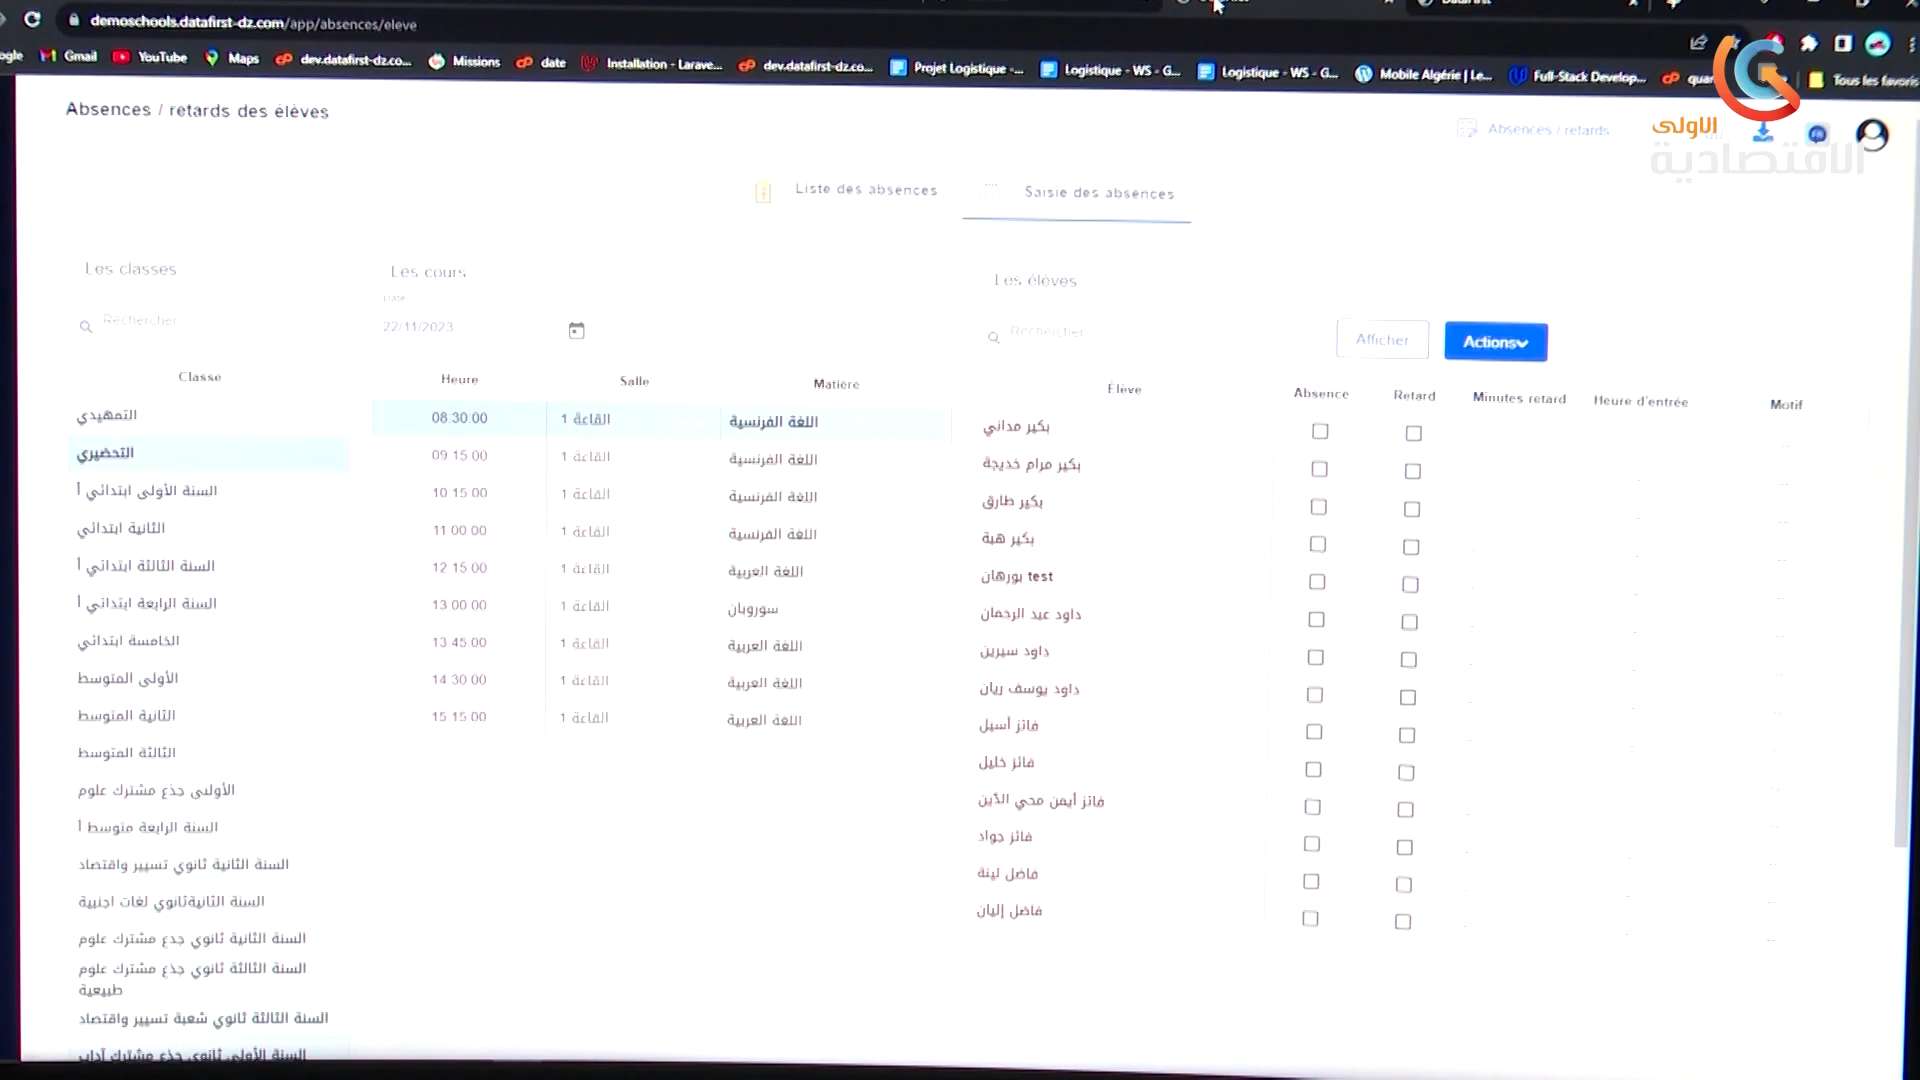 demoschools.datafirst-dz.com/app/absences/eleve
Gmail YouTube Maps dev.datafirst-dz.co... Missions date Installation - Larave... dev.datafirst-dz.co... Projet Logistique -... Logistique - WS - G... Logistique - WS - G... Mobile Algérie | Le... Full-Stack Develop... Tous les favoris
Absences / retards des élèves
Absences / retards
الاولى
الاقتصادية
Liste des absences Saisie des absences
Les classes
Les cours
Les élèves
Date
Rechercher
22/11/2023
Rechercher
Afficher
Actions
Classe
Heure Salle Matière
Élève Absence Retard Minutes retard Heure d'entrée Motif
التمهيدي
التحضيري
السنة الأولى ابتدائي أ
الثانية ابتدائي
السنة الثالثة ابتدائي أ
السنة الرابعة ابتدائي أ
الخامسة ابتدائي
الأولى المتوسط
الثانية المتوسط
الثالثة المتوسط
الأولى جذع مشترك علوم
السنة الرابعة متوسط أ
السنة الثانية ثانوي تسيير واقتصاد
السنة الثانيةثانوي لغات اجنبية
السنة الثانية ثانوي جدع مشترك علوم
السنة الثالثة ثانوي جذع مشترك علوم
طبيعية
السنة الثالثة ثانوي شعبة تسيير واقتصاد
السنة الأولى ثانوي جذع مشترك آداب
08:30:00 القاعة 1 اللغة الفرنسية
09 15 00 القاعة 1 اللغة الفرنسية
10 15 00 القاعة 1 اللغة الفرنسية
11 00 00 القاعة 1 اللغة الفرنسية
12 15 00 القاعة 1 اللغة العربية
13 00 00 القاعة 1 سوروبان
13 45 00 القاعة 1 اللغة العربية
14 30 00 القاعة 1 اللغة العربية
15 15 00 القاعة 1 اللغة العربية
بكير مداني
بكير مرام خديجة
بكير طارق
بكير هبة
بورهان test
داود عبد الرحمان
داود سيرين
داود يوسف ريان
فائز أسيل
فائز خليل
فائز أيمن محي الدّين
فائز جواد
فاضل لينة
فاضل إليان